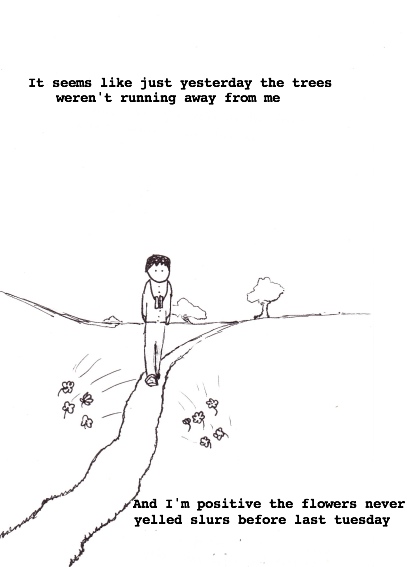 It seems like just yesterday the trees
weren't running away from me
And I'm positive the flowers never
yelled slurs before last tuesday